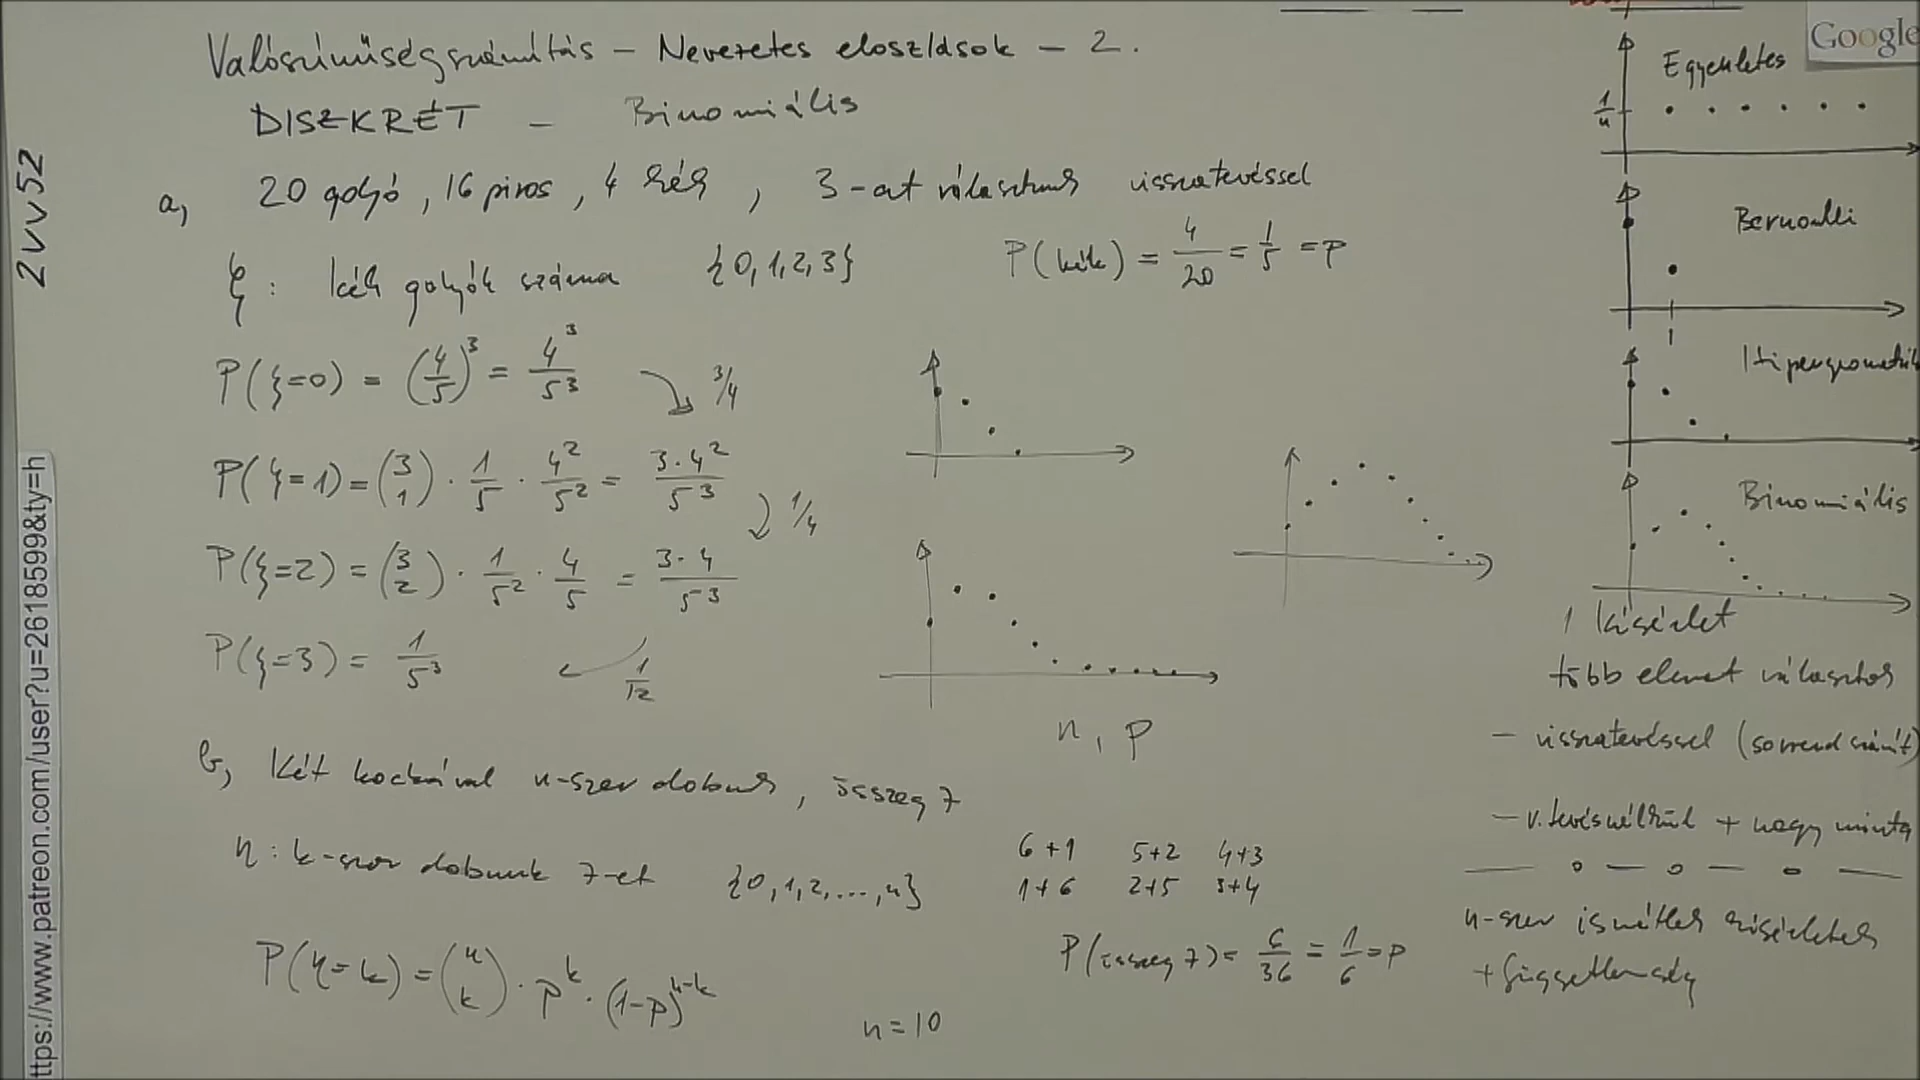 Valószínűségszámítás – Nevezetes eloszlások – 2.
DISZKRÉT – Binomiális
a, 20 golyó, 16 piros, 4 kék, 3-at választunk visszatevéssel
ξ: kék golyók száma {0,1,2,3} P(kék) = 4/20 = 1/5 = p
P(ξ=0) = (4/5)^3 = 4^3/5^3 3/4
P(ξ=1) = (3 1) · 1/5 · 4^2/5^2 = 3·4^2/5^3 1/4
P(ξ=2) = (3 2) · 1/5^2 · 4/5 = 3·4/5^3
P(ξ=3) = 1/5^3 1/12
n, p
b, Két kockával n-szer dobunk, összeg 7
η: k-szor dobunk 7-et {0,1,2,...,n}
6+1 5+2 4+3
1+6 2+5 3+4
P(η=k) = (n k) · p^k · (1-p)^n-k
P(összeg 7) = 6/36 = 1/6 = p
n=10
Google
Egyenletes
1/n
Bernoulli
1
Hipergeometrik
Binomiális
1 kísérlet
több elemet választok
– visszatevéssel (sorrend számít)
– v. tevés nélkül + nagy minta
n-szer ismétlek kísérletet
+ függetlenség
2vv52
ttps://www.patreon.com/user?u=26185998&ty=h